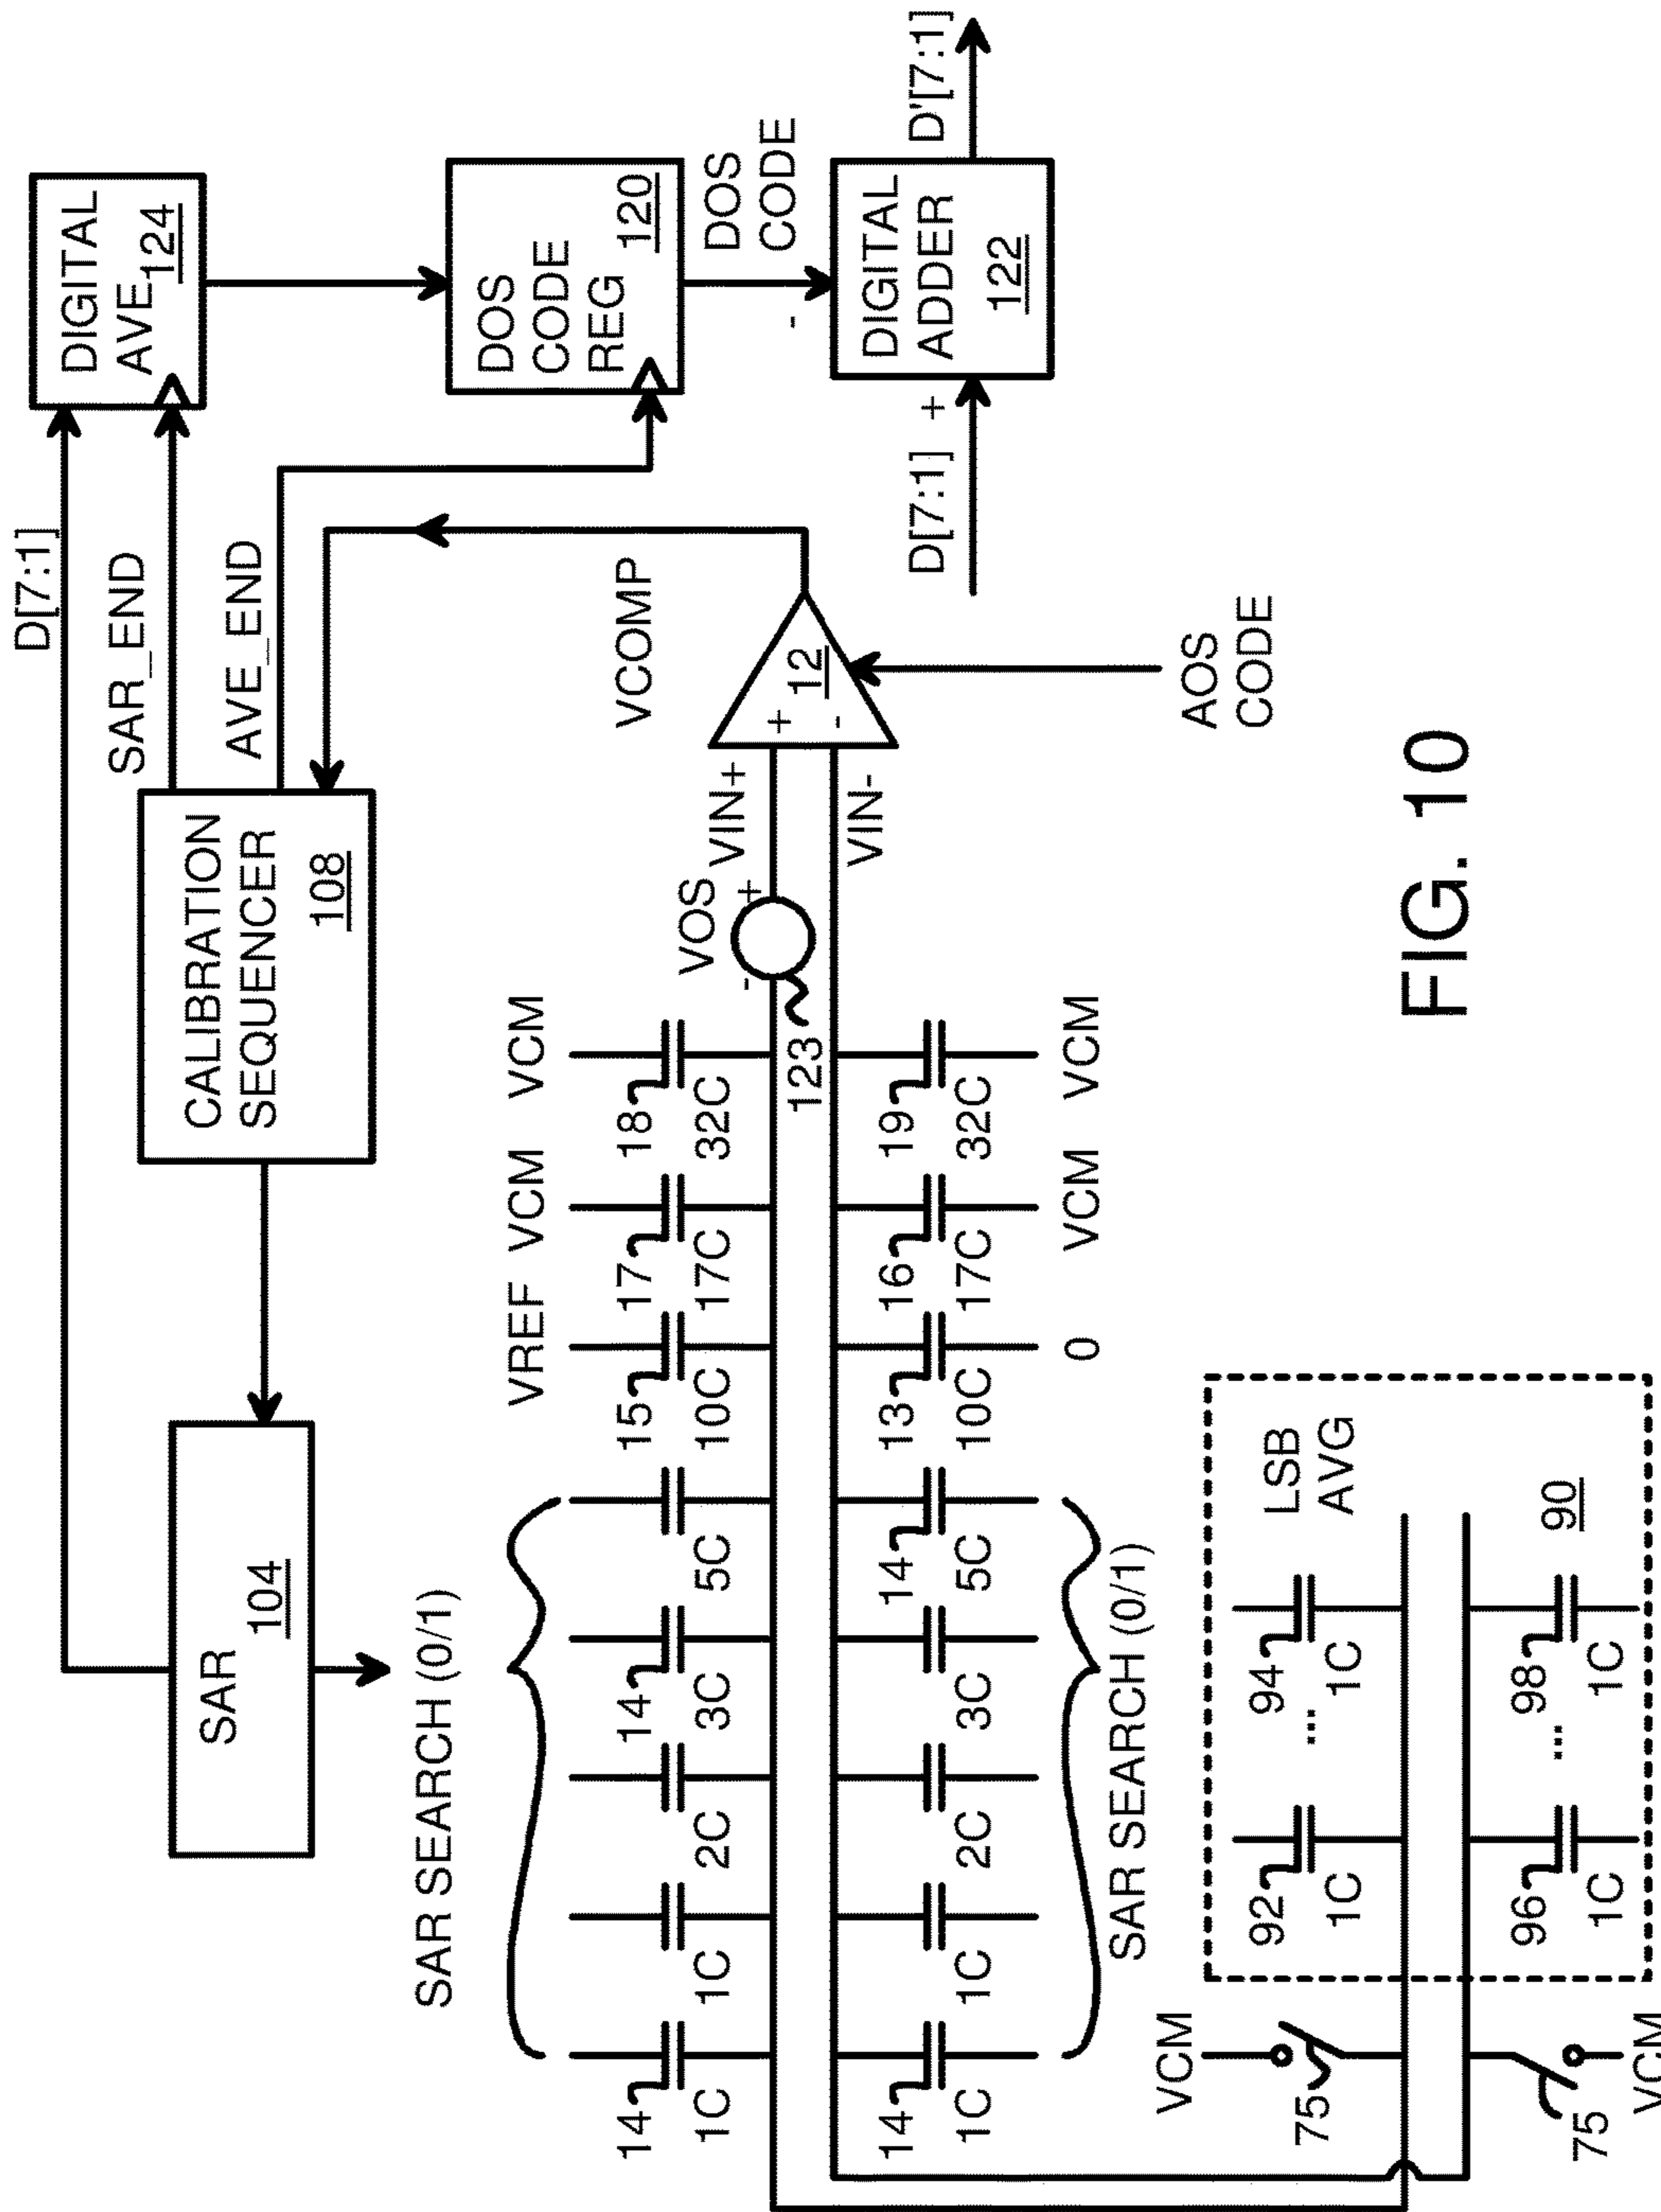 D[7:1]
SAR
104
CALIBRATION
SEQUENCER
108
SAR_END
AVE_END
DIGITAL
AVE
124
DOS
CODE
REG
120
DOS
CODE
-
DIGITAL
ADDER
122
D[7:1] +
D'[7:1]
VCOMP
SAR SEARCH (0/1)
VREF VCM VCM
14 14 15 17 18
1C 1C 2C 3C 5C 10C 17C 32C
VOS
- +
123
VIN+
VIN-
+
-
12
AOS
CODE
14 14 13 16 19
1C 1C 2C 3C 5C 10C 17C 32C
SAR SEARCH (0/1)
0 VCM VCM
VCM
75
92 94
1C ... 1C
LSB
AVG
90
96 98
1C ... 1C
75
VCM
FIG. 10